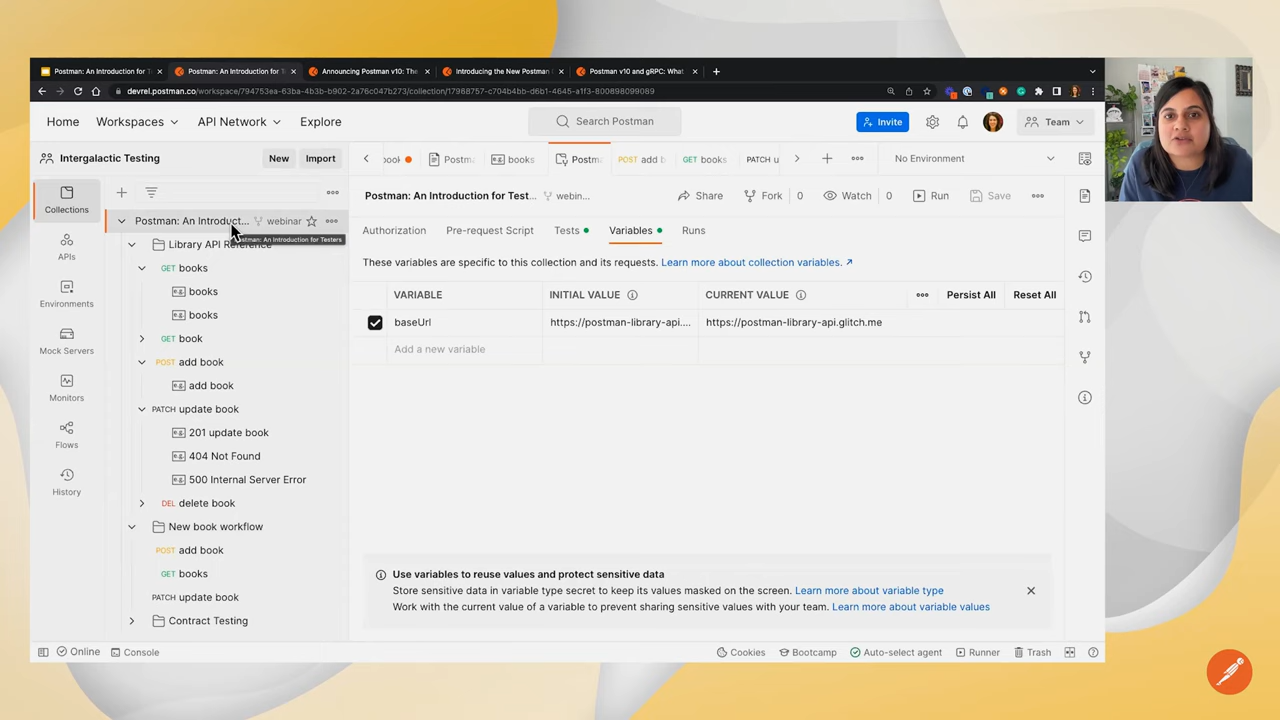 Postman: An Introduction for T
Postman: An Introduction for T
Announcing Postman v10: The
Introducing the New Postman
Postman v10 and gRPC: What
devrel.postman.co/workspace/794753ea-63ba-4b3b-b902-2a76c047b273/collection/17968757-c704b4bb-d6b1-4645-a1f3-800898099089
Home Workspaces API Network Explore Search Postman Invite Team
Intergalactic Testing New Import
book Postma books Postma POST add b GET books PATCH u No Environment
Collections
APIs
Environments
Mock Servers
Monitors
Flows
History
Postman: An Introduct... webinar
Postman: An Introduction for Testers
Library API Reference
GET books
books
books
GET book
POST add book
add book
PATCH update book
201 update book
404 Not Found
500 Internal Server Error
DEL delete book
New book workflow
POST add book
GET books
PATCH update book
Contract Testing
Postman: An Introduction for Test... webin... Share Fork 0 Watch 0 Run Save
Authorization Pre-request Script Tests Variables Runs
These variables are specific to this collection and its requests. Learn more about collection variables. ↗
VARIABLE INITIAL VALUE CURRENT VALUE Persist All Reset All
baseUrl https://postman-library-api.... https://postman-library-api.glitch.me
Add a new variable
Use variables to reuse values and protect sensitive data
Store sensitive data in variable type secret to keep its values masked on the screen. Learn more about variable type
Work with the current value of a variable to prevent sharing sensitive values with your team. Learn more about variable values
Online Console Cookies Bootcamp Auto-select agent Runner Trash